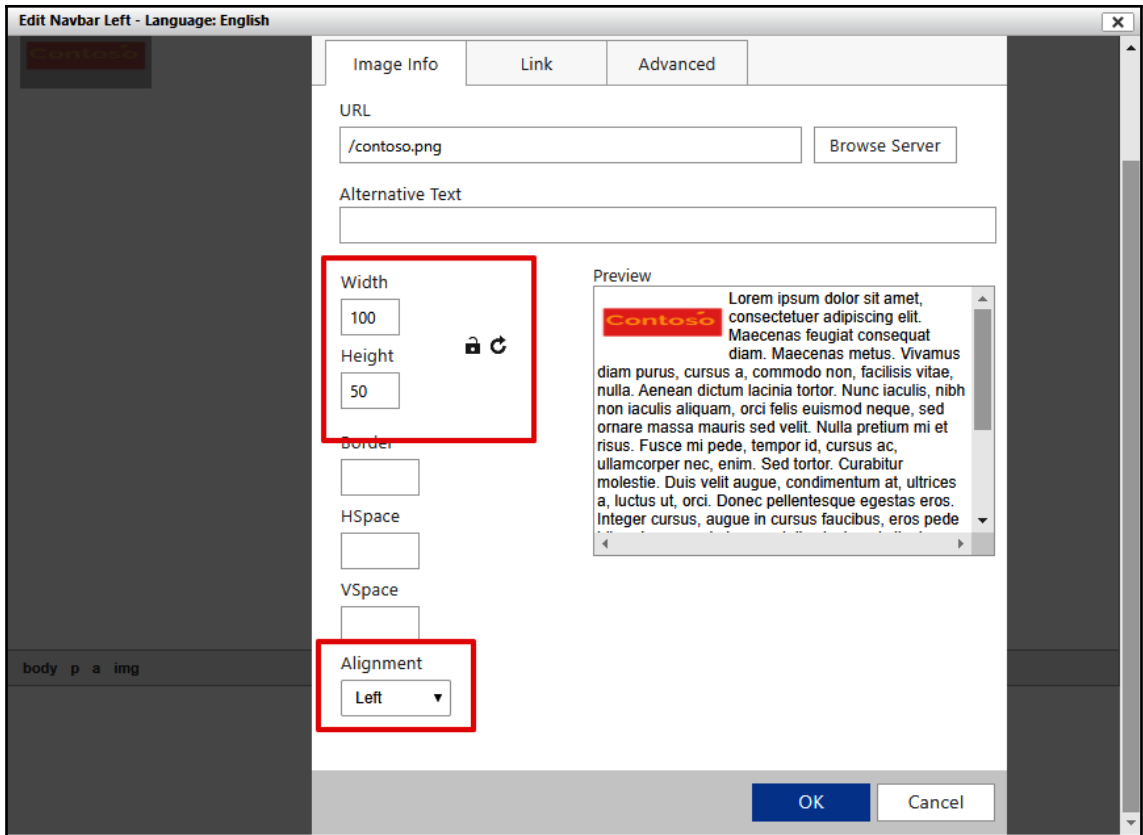 Edit Navbar Left - Language: English
Contoso
Image Info
Link
Advanced
URL
/contoso.png
Browse Server
Alternative Text
Width
100
Height
50
Border
HSpace
VSpace
Alignment
Left
Preview
Contoso
Lorem ipsum dolor sit amet,
consectetuer adipiscing elit.
Maecenas feugiat consequat
diam. Maecenas metus. Vivamus
diam purus, cursus a, commodo non, facilisis vitae,
nulla. Aenean dictum lacinia tortor. Nunc iaculis, nibh
non iaculis aliquam, orci felis euismod neque, sed
ornare massa mauris sed velit. Nulla pretium mi et
risus. Fusce mi pede, tempor id, cursus ac,
ullamcorper nec, enim. Sed tortor. Curabitur
molestie. Duis velit augue, condimentum at, ultrices
a, luctus ut, orci. Donec pellentesque egestas eros.
Integer cursus, augue in cursus faucibus, eros pede
body p a img
OK
Cancel